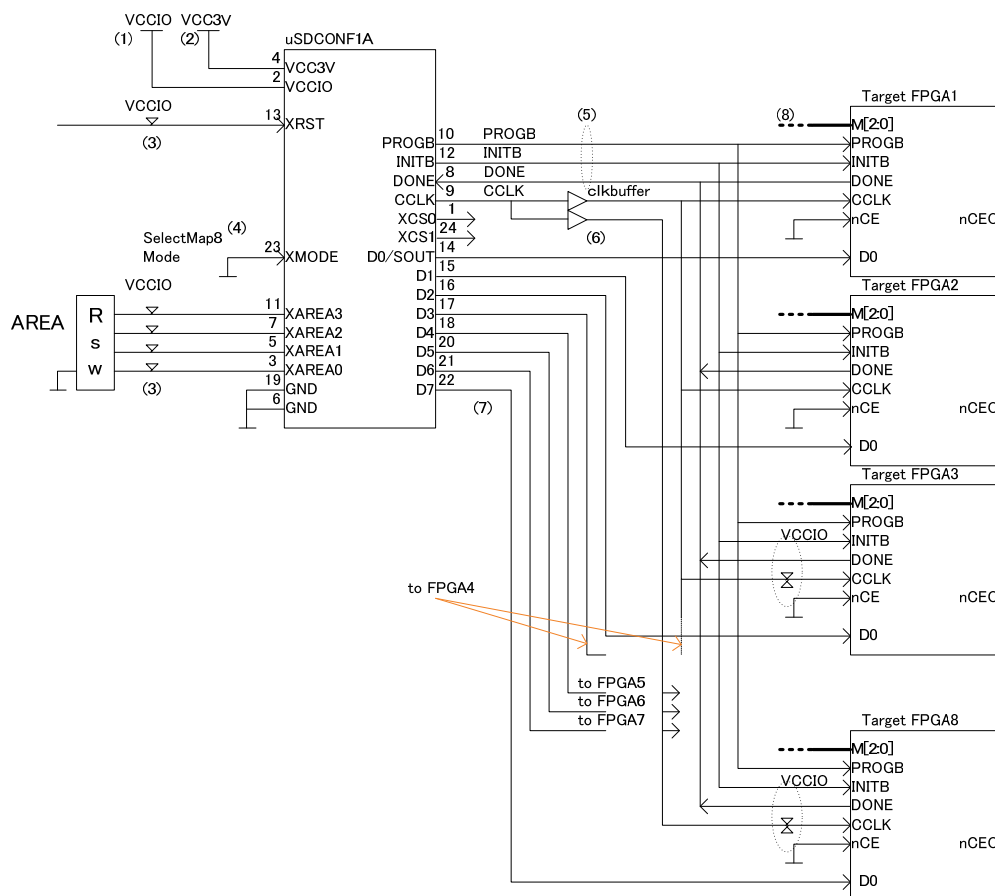 VCCIO
VCC3V
(1)
(2)
uSDCONF1A
4
VCC3V
2
VCCIO
VCCIO
13
XRST
(3)
SelectMap8
Mode
(4)
23
XMODE
VCCIO
AREA
R
s
w
11
XAREA3
7
XAREA2
5
XAREA1
3
XAREA0
(3)
19
GND
6
GND
PROGB
10
PROGB
INITB
12
INITB
DONE
8
DONE
CCLK
9
CCLK
XCS0
1
XCS1
24
D0/SOUT
14
D1
15
D2
16
D3
17
D4
18
D5
20
D6
21
D7
22
(5)
clkbuffer
(6)
(7)
to FPGA4
to FPGA5
to FPGA6
to FPGA7
Target FPGA1
(8)
M[2:0]
PROGB
INITB
DONE
CCLK
nCE
nCEO
D0
Target FPGA2
M[2:0]
PROGB
INITB
DONE
CCLK
nCE
nCEO
D0
Target FPGA3
M[2:0]
PROGB
VCCIO
INITB
DONE
CCLK
nCE
nCEO
D0
Target FPGA8
M[2:0]
PROGB
VCCIO
INITB
DONE
CCLK
nCE
nCEO
D0